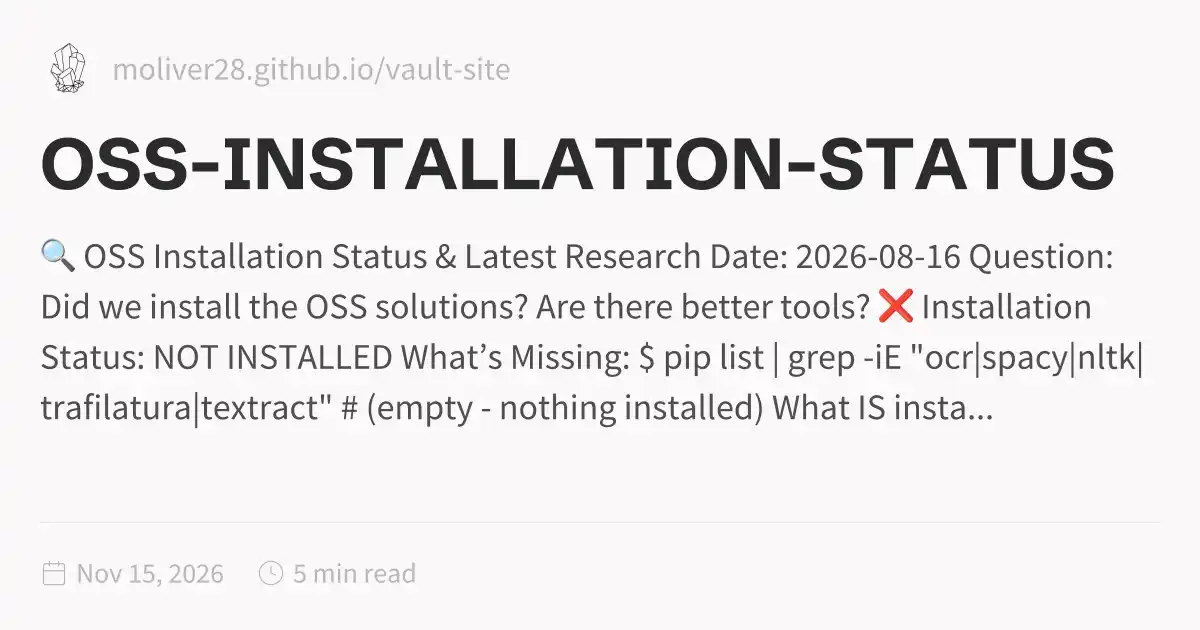 moliver28.github.io/vault-site
OSS-INSTALLATION-STATUS
🔍 OSS Installation Status & Latest Research Date: 2026-08-16 Question:
Did we install the OSS solutions? Are there better tools? ❌ Installation
Status: NOT INSTALLED What’s Missing: $ pip list | grep -iE "ocr|spacy|nltk|
trafilatura|textract" # (empty - nothing installed) What IS insta...
Nov 15, 2026 5 min read